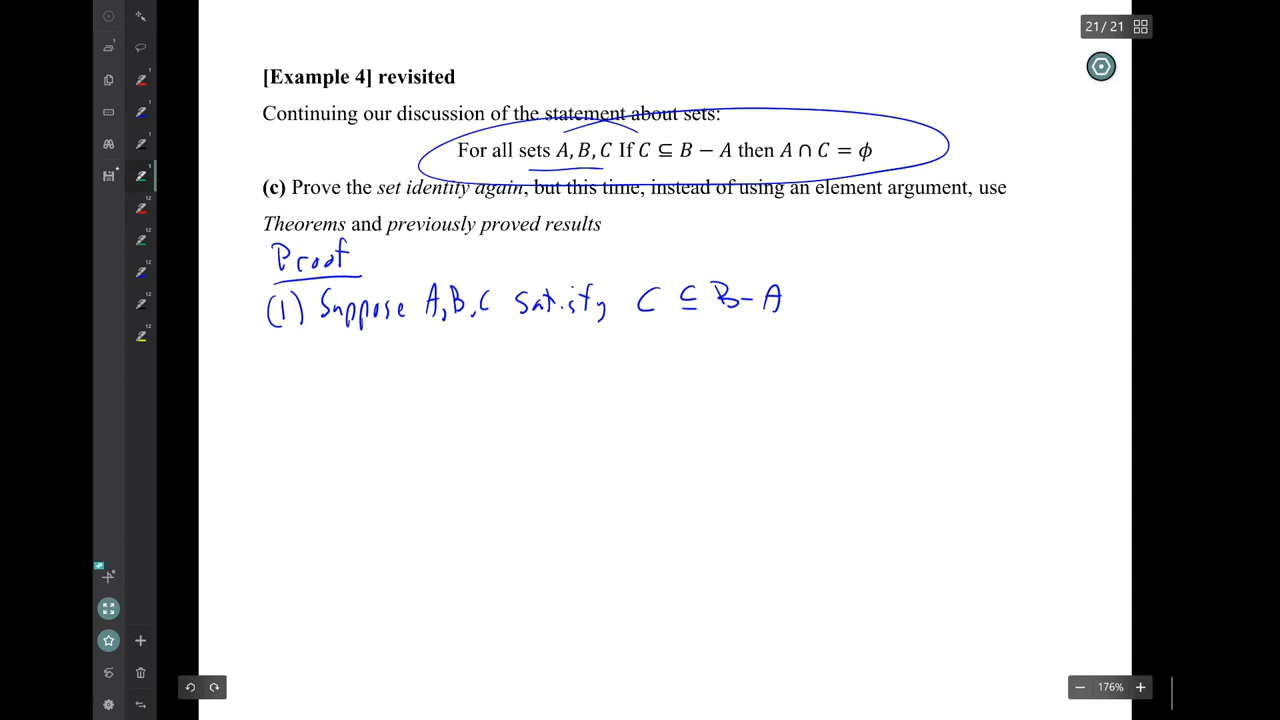 21 / 21
[Example 4] revisited
Continuing our discussion of the statement about sets:
For all sets A, B, C If C ⊆ B − A then A ∩ C = ϕ
(c) Prove the set identity again, but this time, instead of using an element argument, use
Theorems and previously proved results
Proof
(1) Suppose A, B, C satisfy C ⊆ B - A
176%